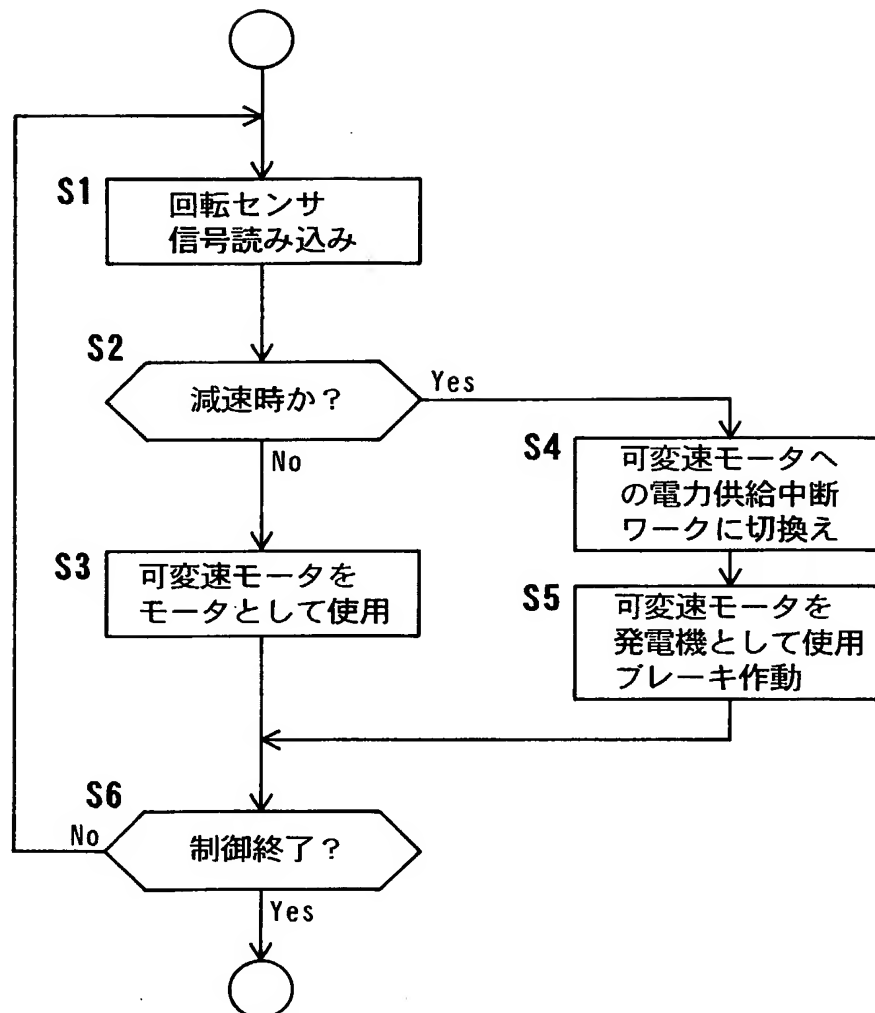 S1
回転センサ
信号読み込み
S2
減速時か？
Yes
No
S4
可変速モータへ
の電力供給中断
ワークに切換え
S3
可変速モータを
モータとして使用
S5
可変速モータを
発電機として使用
ブレーキ作動
S6
No
制御終了？
Yes